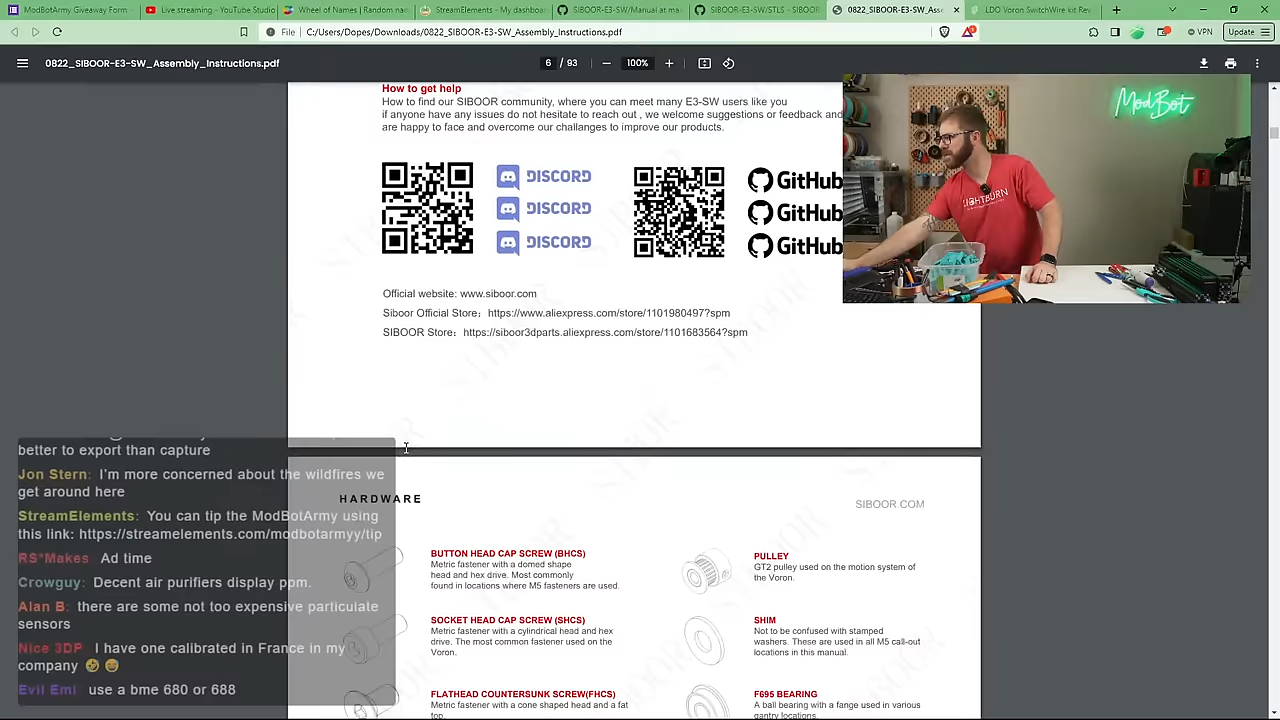 ModBotArmy Giveaway Form -
Live streaming - YouTube Studio
Wheel of Names | Random nam
StreamElements - My dashboar
SIBOOR-E3-SW/Manual at mai
SIBOOR-E3-SW/STLS - SIBOOR
0822_SIBOOR-E3-SW_Ass
LDO Voron SwitchWire kit Rev
File
C:/Users/Dopes/Downloads/0822_SIBOOR-E3-SW_Assembly_Instructions.pdf
VPN
Update
0822_SIBOOR-E3-SW_Assembly_Instructions.pdf
6 / 93
100%
How to get help
How to find our SIBOOR community, where you can meet many E3-SW users like you
if anyone have any issues do not hesitate to reach out , we welcome suggestions or feedback and
are happy to face and overcome our challanges to improve our products.
DISCORD
DISCORD
DISCORD
GitHub
GitHub
GitHub
ModBot
LIGHTBURN
Official website: www.siboor.com
Siboor Official Store： https://www.aliexpress.com/store/1101980497?spm
SIBOOR Store： https://siboor3dparts.aliexpress.com/store/1101683564?spm
better to export than capture
Jon Stern: I'm more concerned about the wildfires we
get around here
StreamElements: You can tip the ModBotArmy using
this link: https://streamelements.com/modbotarmyy/tip
RS*Makes Ad time
Crowguy: Decent air purifiers display ppm.
Alan B: there are some not too expensive particulate
sensors
Nice 3DP I have one calibrated in France in my
company 🤣 😄
Evil Emi use a bme 680 or 688
HARDWARE
SIBOOR.COM
BUTTON HEAD CAP SCREW (BHCS)
Metric fastener with a domed shape
head and hex drive. Most commonly
found in locations where M5 fasteners are used.
SOCKET HEAD CAP SCREW (SHCS)
Metric fastener with a cylindrical head and hex
drive. The most common fastener used on the
Voron.
FLATHEAD COUNTERSUNK SCREW(FHCS)
Metric fastener with a cone shaped head and a fat
top.
PULLEY
GT2 pulley used on the motion system of
the Voron.
SHIM
Not to be confused with stamped
washers. These are used in all M5 call-out
locations in this manual.
F695 BEARING
A ball bearing with a fange used in various
gantry locations.